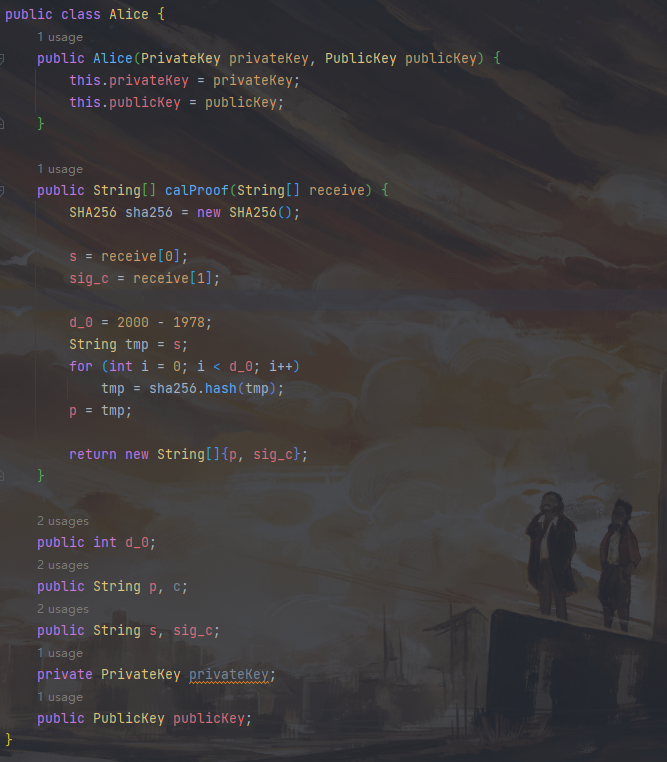 public class Alice {
1 usage
public Alice(PrivateKey privateKey, PublicKey publicKey) {
this.privateKey = privateKey;
this.publicKey = publicKey;
}
1 usage
public String[] calProof(String[] receive) {
SHA256 sha256 = new SHA256();
s = receive[0];
sig_c = receive[1];
d_0 = 2000 - 1978;
String tmp = s;
for (int i = 0; i < d_0; i++)
tmp = sha256.hash(tmp);
p = tmp;
return new String[]{p, sig_c};
}
2 usages
public int d_0;
2 usages
public String p, c;
2 usages
public String s, sig_c;
1 usage
private PrivateKey privateKey;
1 usage
public PublicKey publicKey;
}